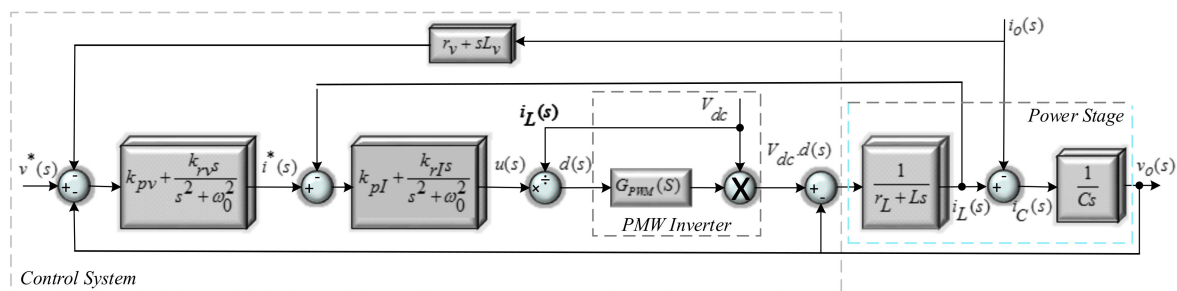 i_o(s)
r_v + sL_v
i_L(s)
V_dc
Power Stage
v^*(s)
+ - -
k_pv + k_rv s / s^2 + ω_0^2
i^*(s)
+ -
k_pI + k_rI s / s^2 + ω_0^2
u(s)
× ÷
d(s)
G_PWM(S)
X
V_dc.d(s)
+ -
1 / r_L + Ls
i_L(s)
+ -
i_C(s)
1 / Cs
v_o(s)
PMW Inverter
Control System